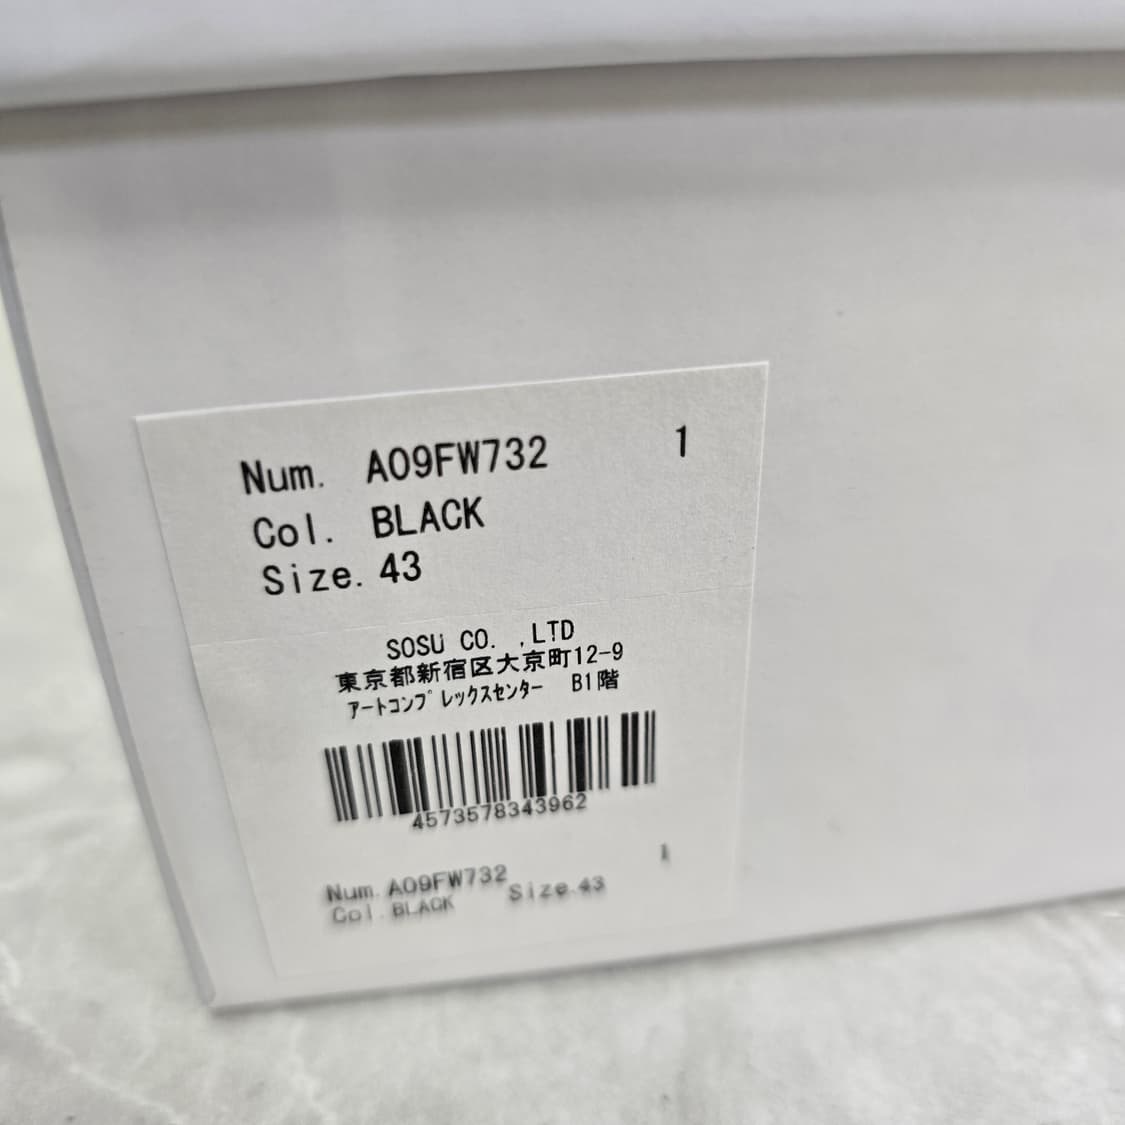 Num. A09FW732 1
Col. BLACK
Size. 43
SOSU CO. ,LTD
東京都新宿区大京町12-9
ｱｰﾄｺﾝﾌﾟﾚｯｸｽｾﾝﾀｰ B1階
4573578343962
1
Num. A09FW732 Size. 43
Col. BLACK